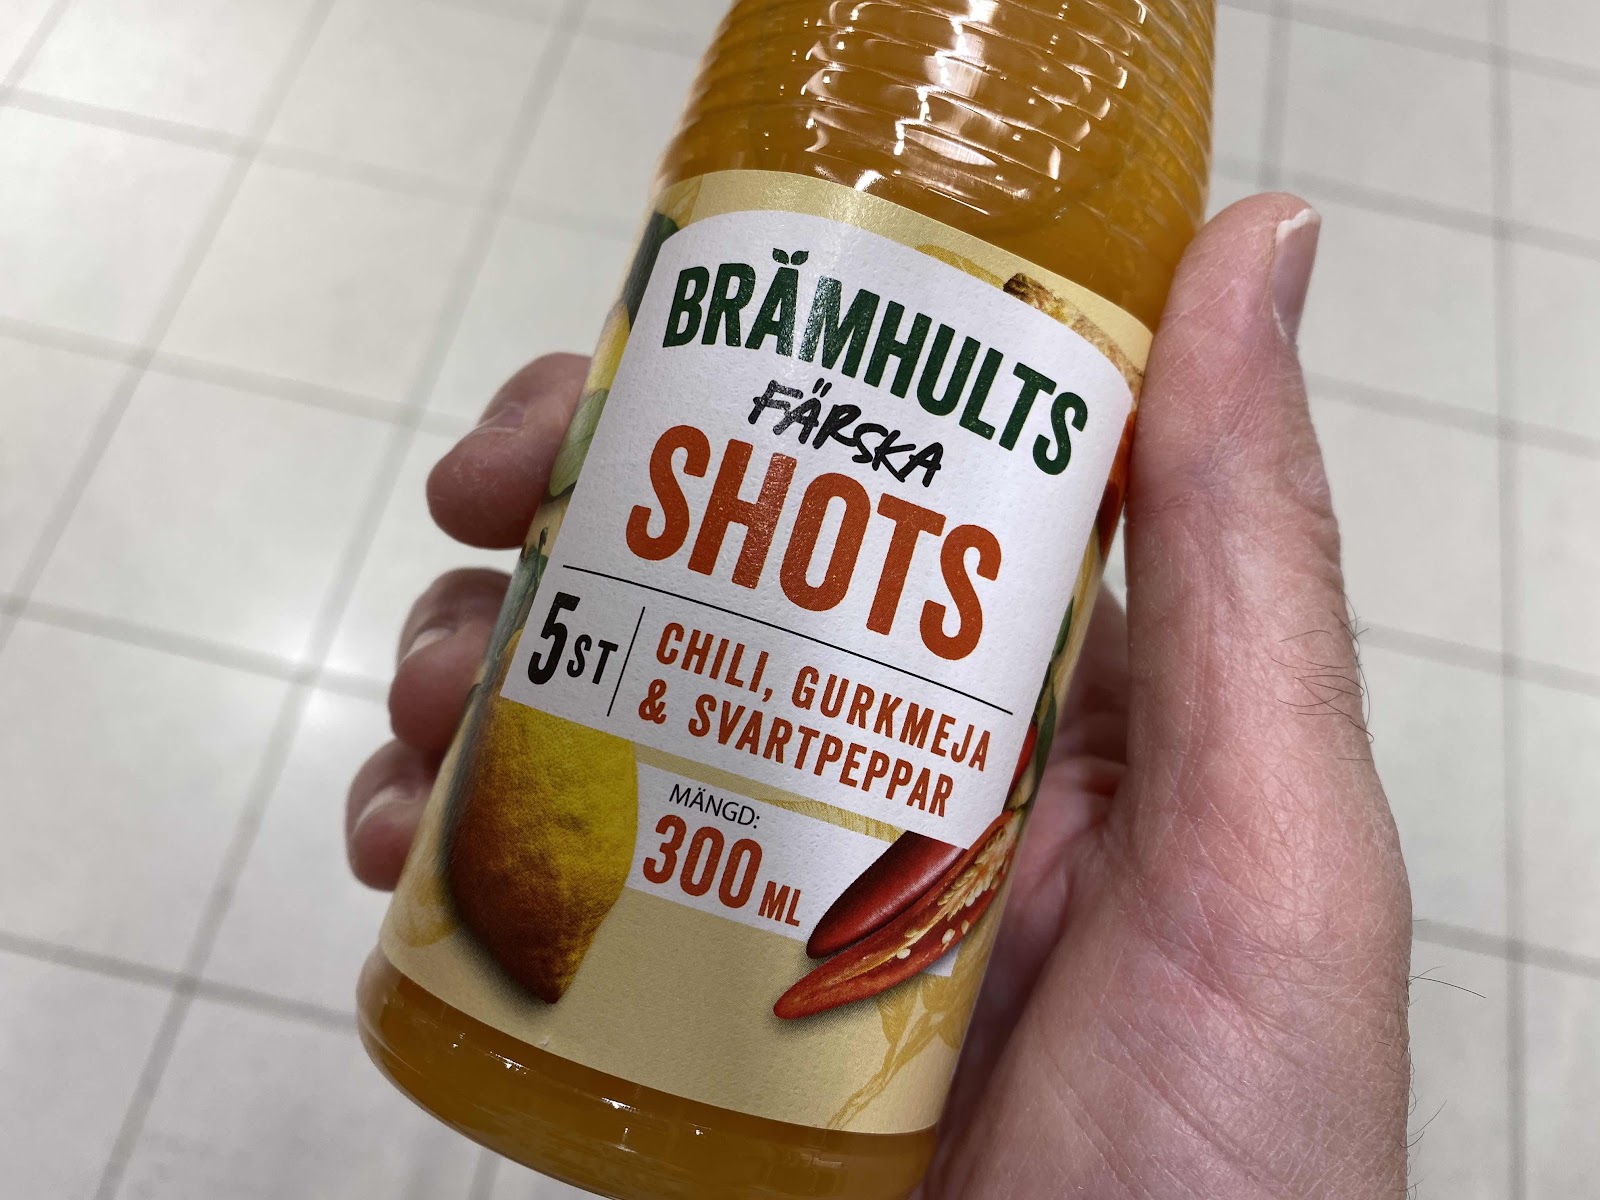 BRÄMHULTS
FÄRSKA
SHOTS
5 ST
CHILI, GURKMEJA
& SVARTPEPPAR
MÄNGD:
300 ML